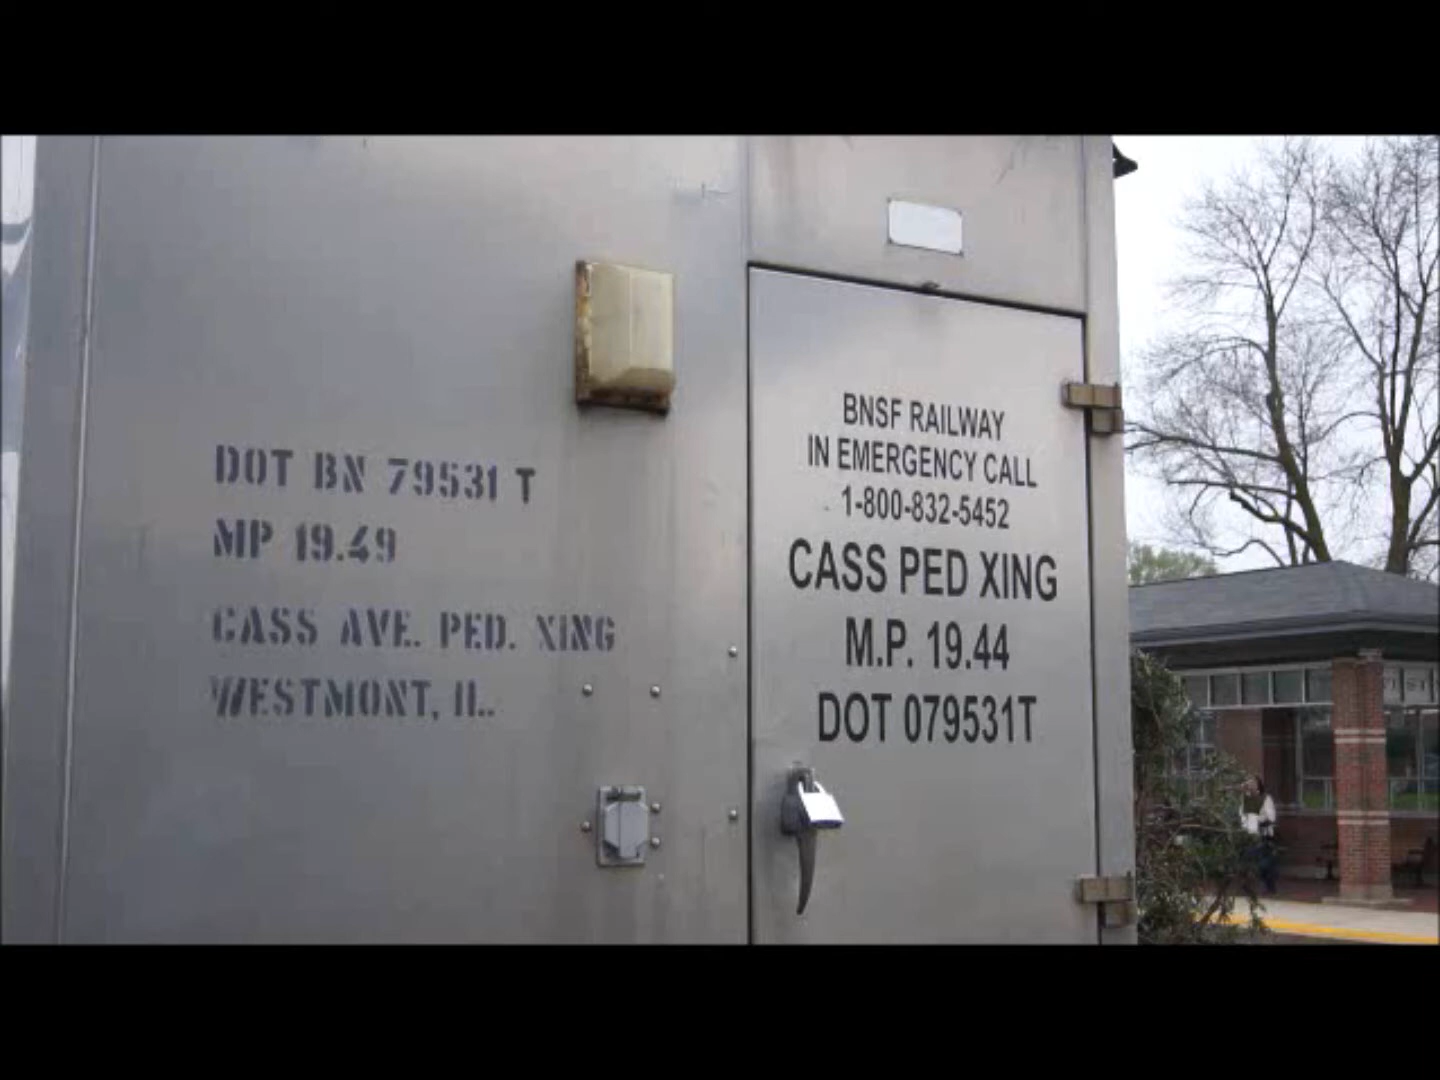 DOT BN 79531 T
MP 19.49
CASS AVE. PED. XING
WESTMONT, IL.
BNSF RAILWAY
IN EMERGENCY CALL
1-800-832-5452
CASS PED XING
M.P. 19.44
DOT 079531T